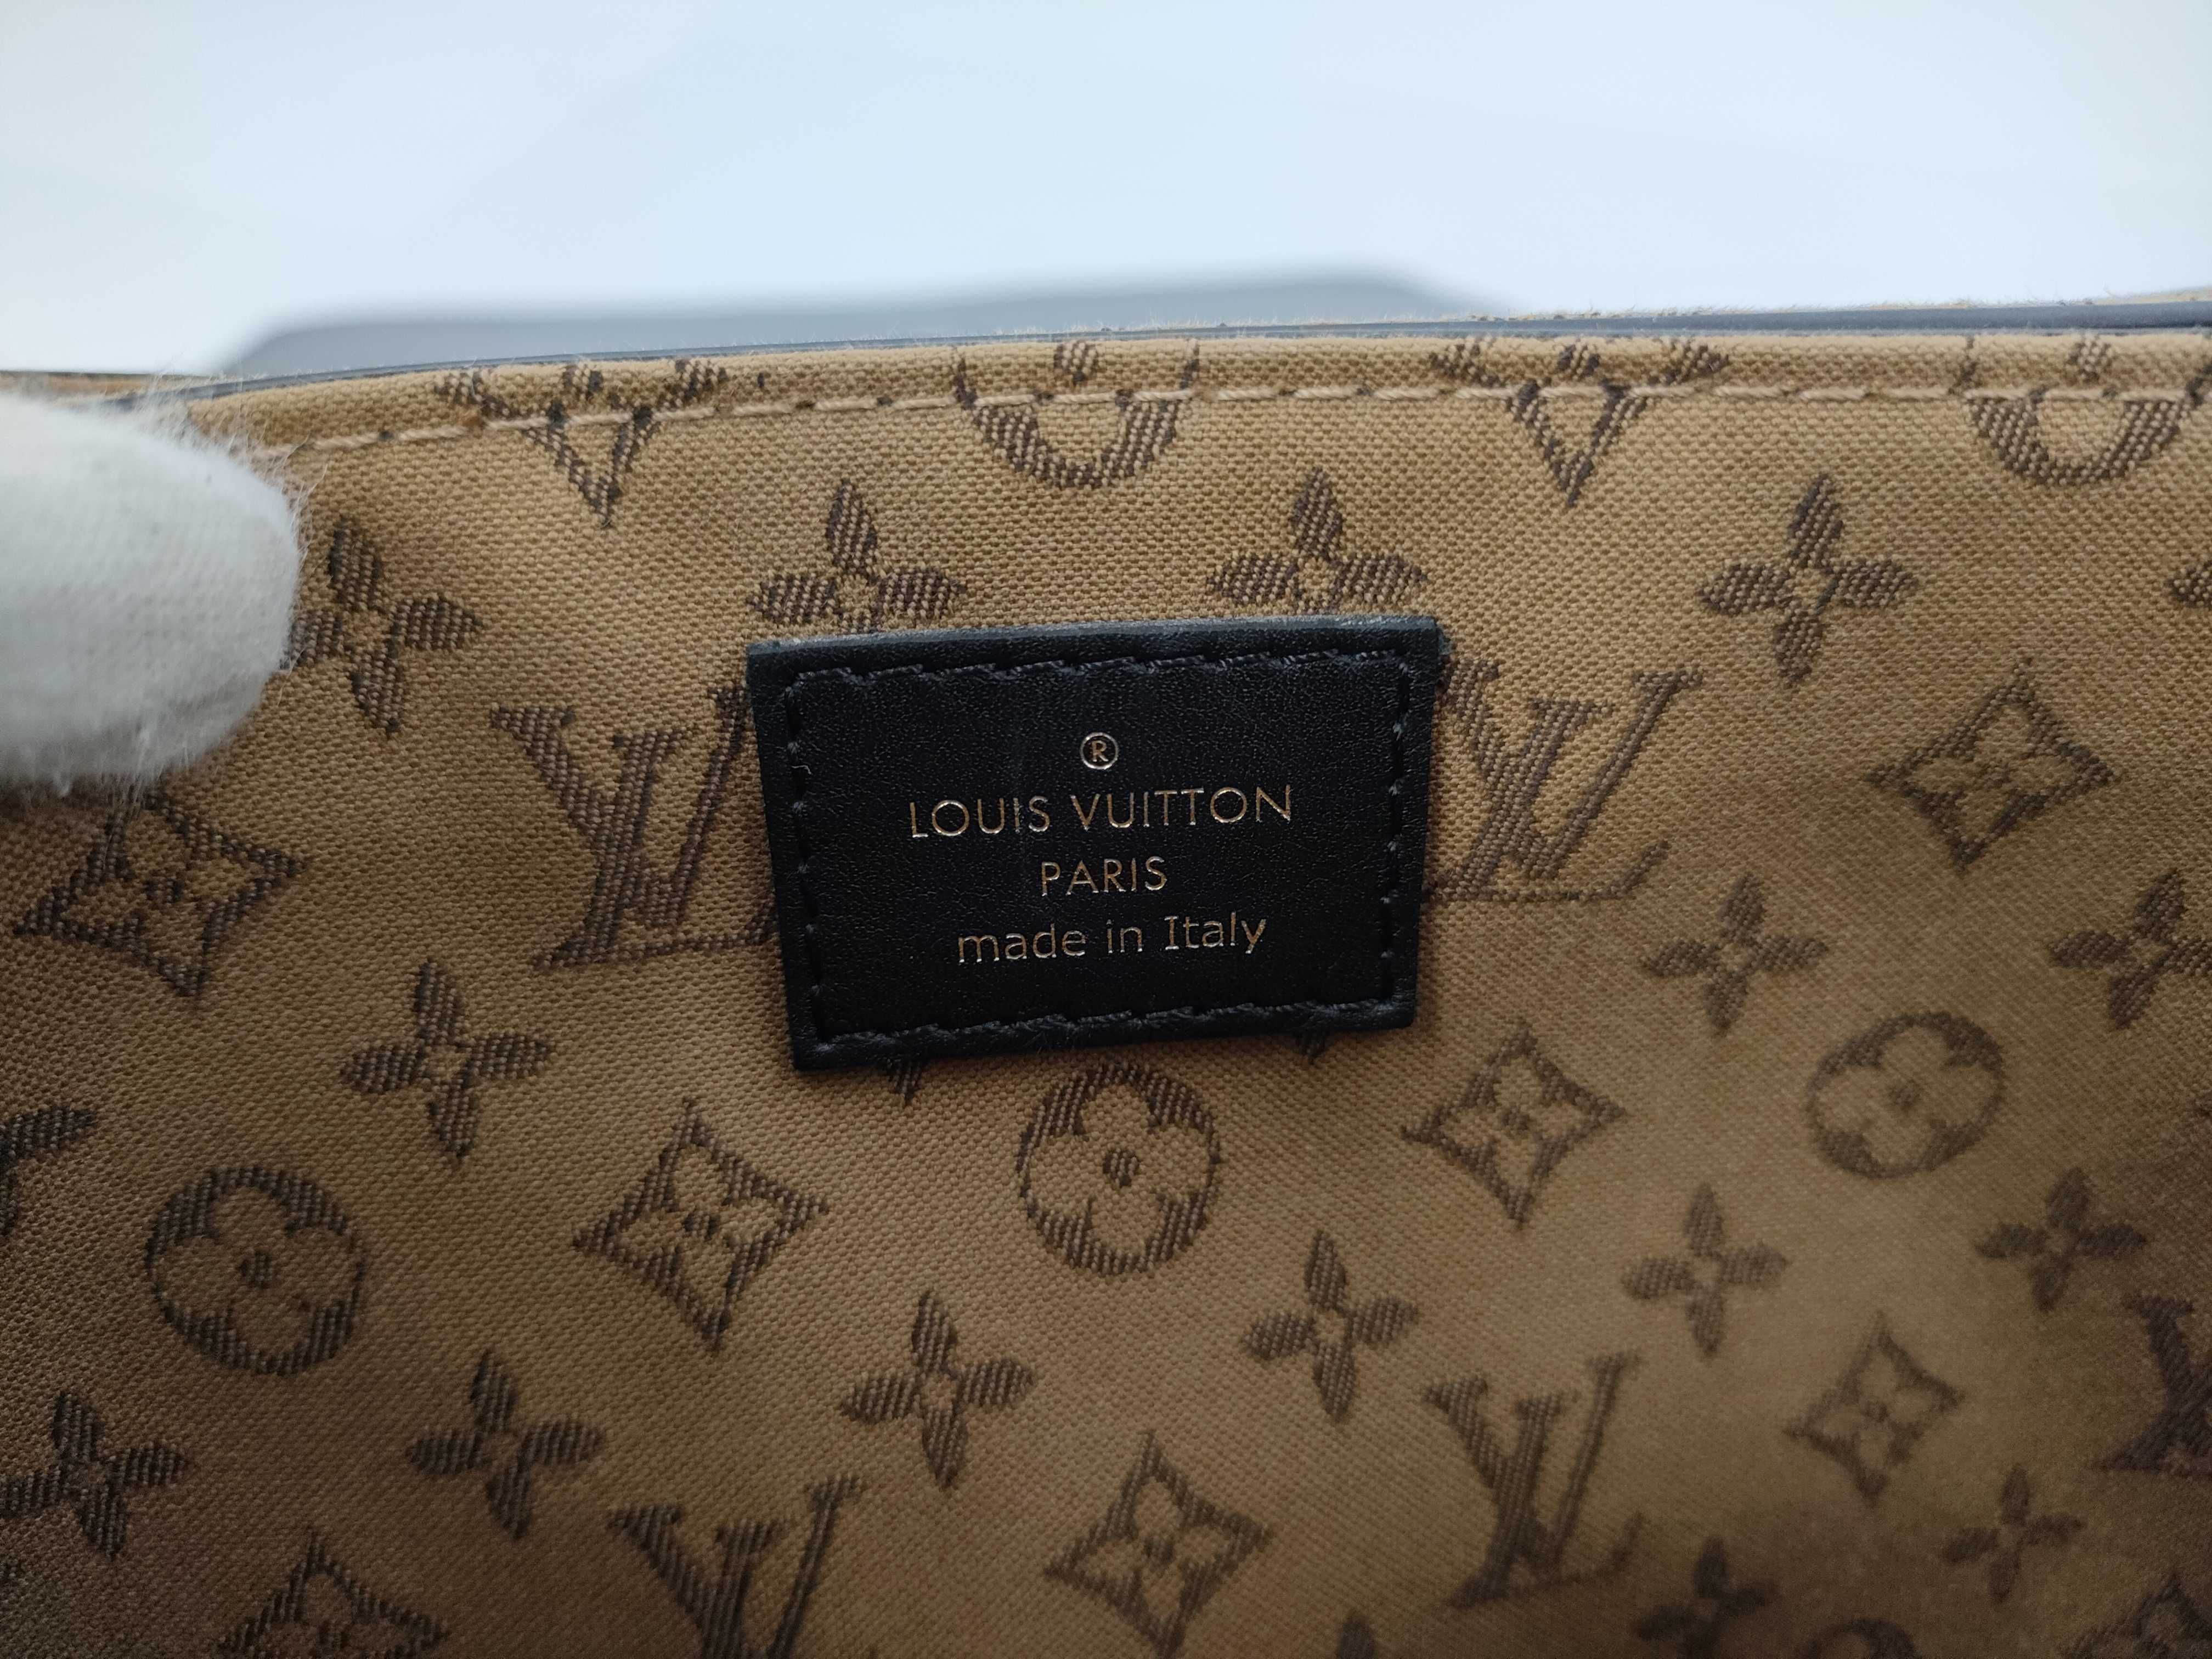 ®
LOUIS VUITTON
PARIS
made in Italy